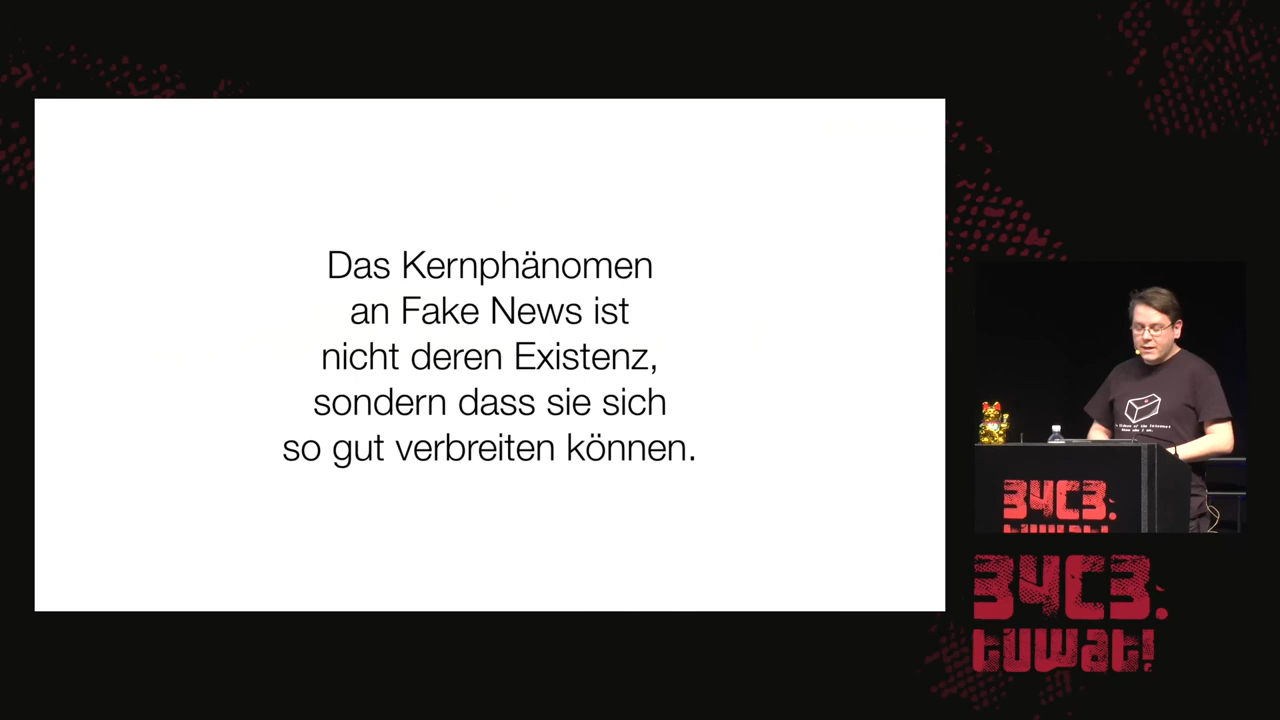 Das Kernphänomen
an Fake News ist
nicht deren Existenz,
sondern dass sie sich
so gut verbreiten können.
34C3.
tuwat!
34C3.
tuwat!